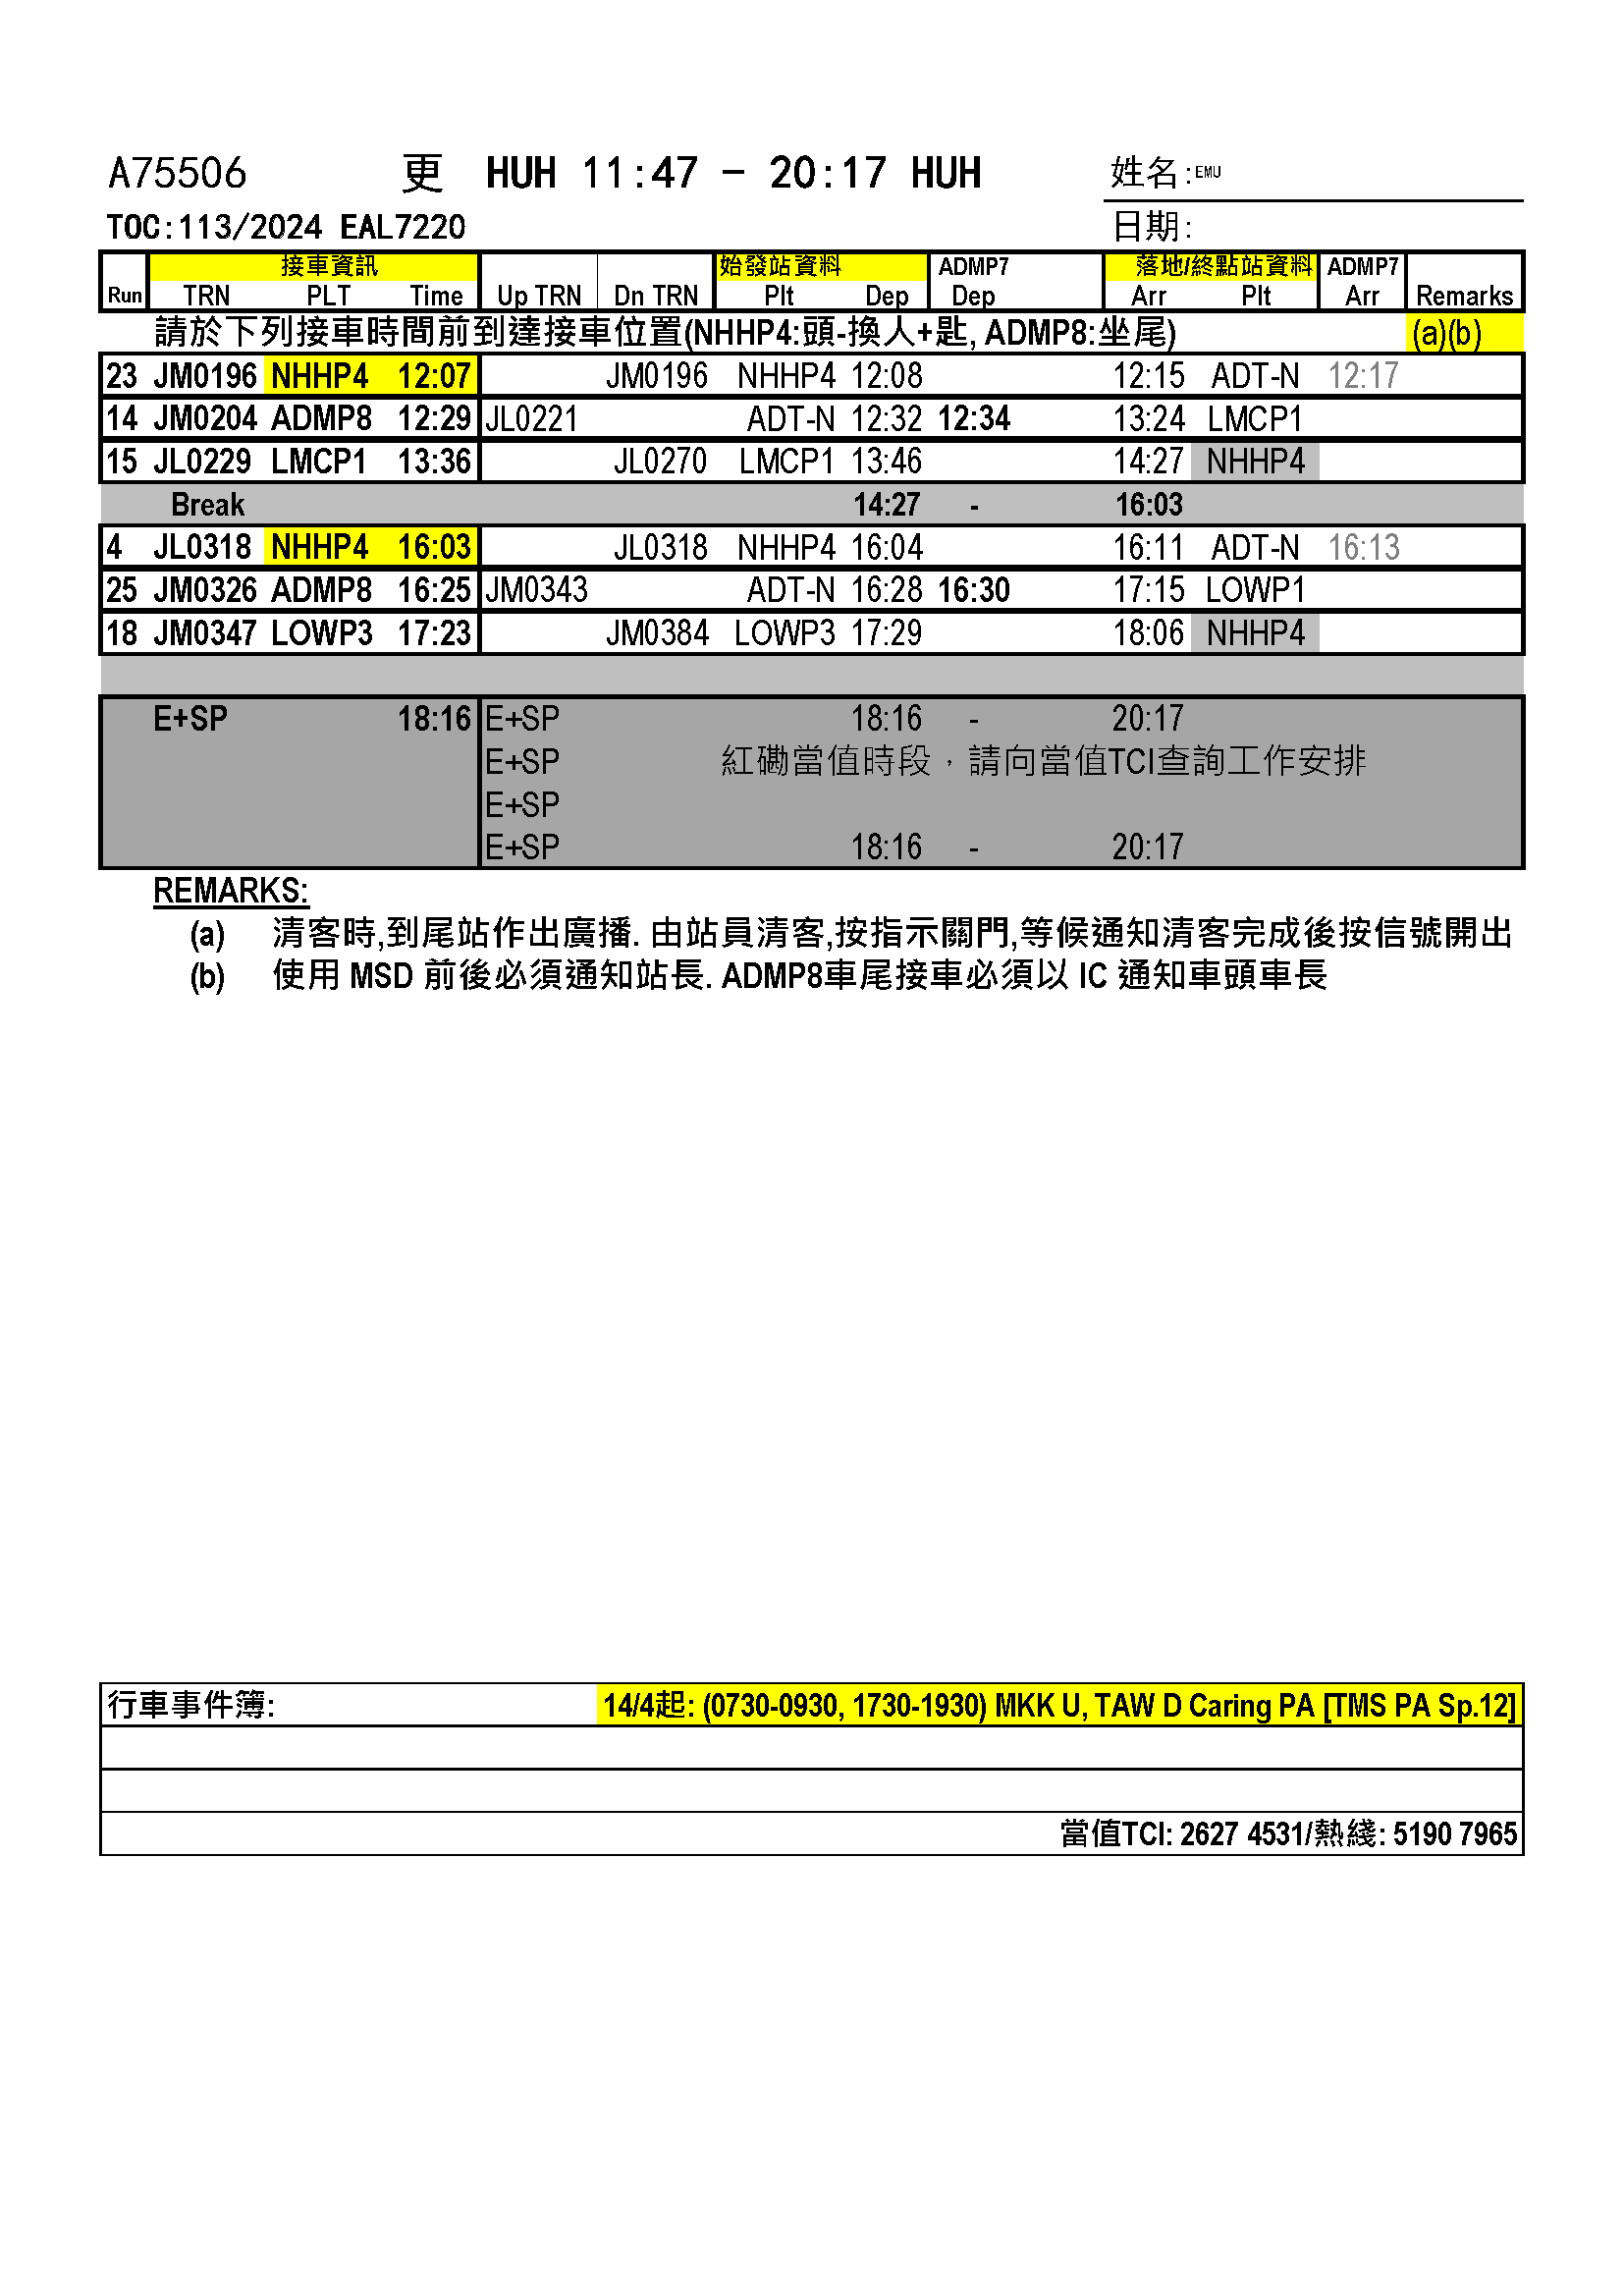 A75506 更 HUH 11:47 - 20:17 HUH 姓名:EMU
TOC:113/2024 EAL7220 日期:
接車資訊 始發站資料 ADMP7 落地/終點站資料 ADMP7
Run TRN PLT Time Up TRN Dn TRN Plt Dep Dep Arr Plt Arr Remarks
請於下列接車時間前到達接車位置(NHHP4:頭-換人+匙, ADMP8:坐尾) (a)(b)
23 JM0196 NHHP4 12:07 JM0196 NHHP4 12:08 12:15 ADT-N 12:17
14 JM0204 ADMP8 12:29 JL0221 ADT-N 12:32 12:34 13:24 LMCP1
15 JL0229 LMCP1 13:36 JL0270 LMCP1 13:46 14:27 NHHP4
Break 14:27 - 16:03
4 JL0318 NHHP4 16:03 JL0318 NHHP4 16:04 16:11 ADT-N 16:13
25 JM0326 ADMP8 16:25 JM0343 ADT-N 16:28 16:30 17:15 LOWP1
18 JM0347 LOWP3 17:23 JM0384 LOWP3 17:29 18:06 NHHP4
E+SP 18:16 E+SP 18:16 - 20:17
E+SP 紅磡當值時段，請向當值TCI查詢工作安排
E+SP
E+SP 18:16 - 20:17
REMARKS:
(a) 清客時,到尾站作出廣播. 由站員清客,按指示關門,等候通知清客完成後按信號開出
(b) 使用 MSD 前後必須通知站長. ADMP8車尾接車必須以 IC 通知車頭車長
行車事件簿: 14/4起: (0730-0930, 1730-1930) MKK U, TAW D Caring PA [TMS PA Sp.12]
當值TCI: 2627 4531/熱綫: 5190 7965